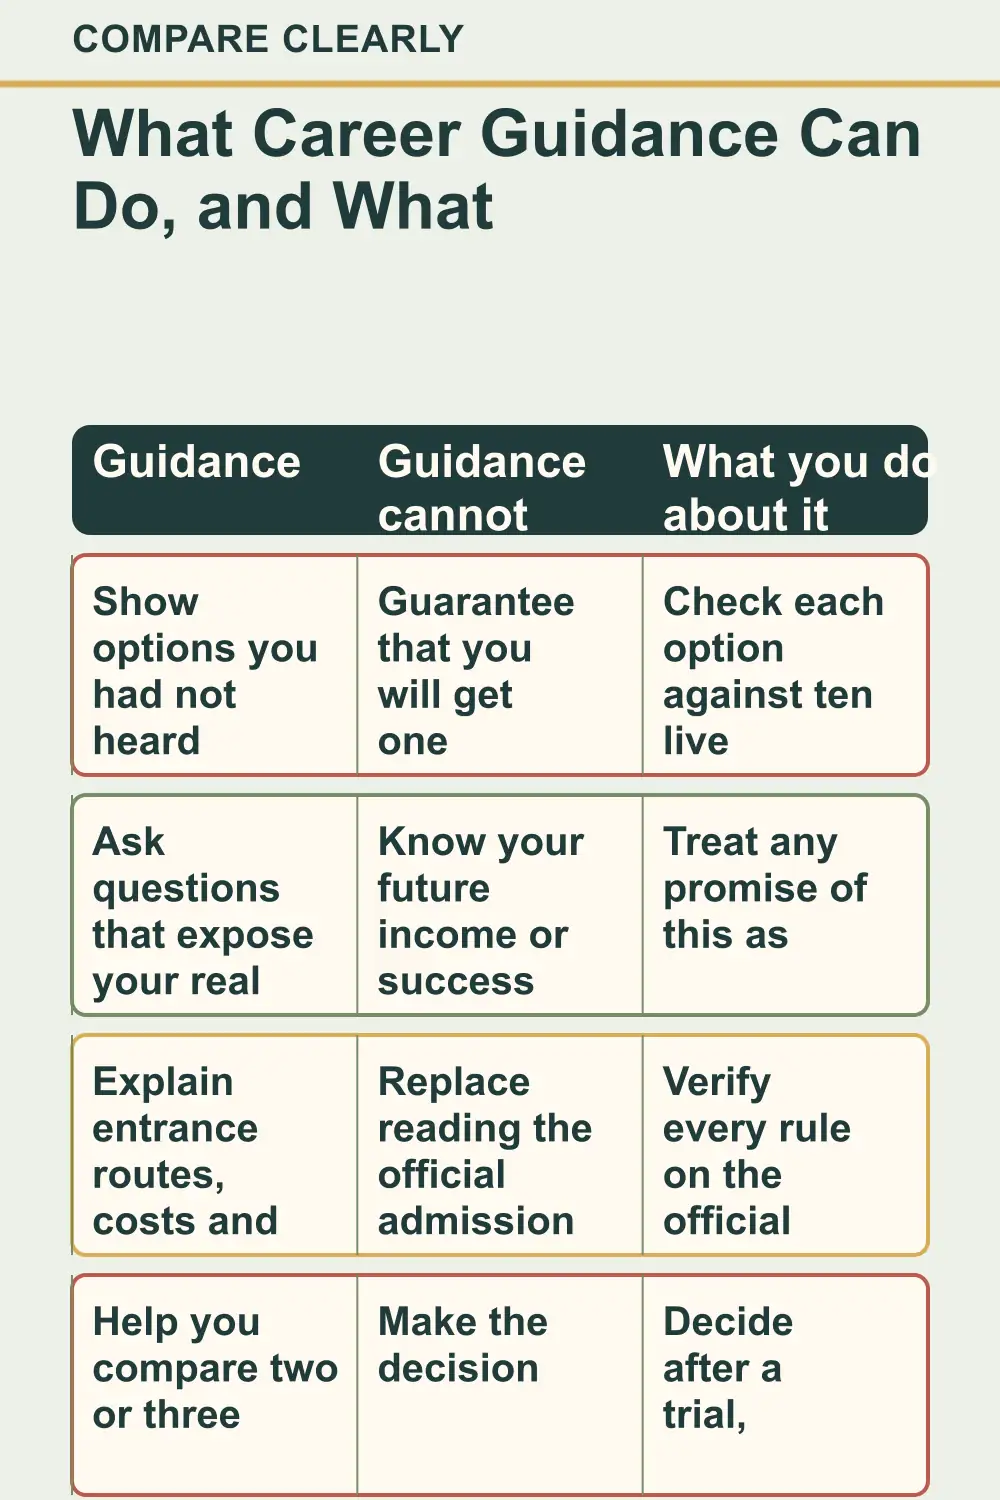 COMPARE CLEARLY
What Career Guidance Can
Do, and What
Guidance
Guidance
cannot
What you do
about it
Show
options you
had not
heard
Guarantee
that you
will get
one
Check each
option
against ten
live
Ask
questions
that expose
your real
Know your
future
income or
success
Treat any
promise of
this as
Explain
entrance
routes,
costs and
Replace
reading the
official
admission
Verify
every rule
on the
official
Help you
compare two
or three
Make the
decision
Decide
after a
trial,